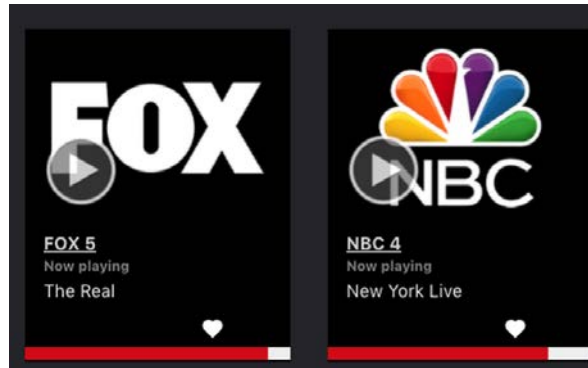 FOX
FOX 5
Now playing
The Real
NBC
NBC 4
Now playing
New York Live